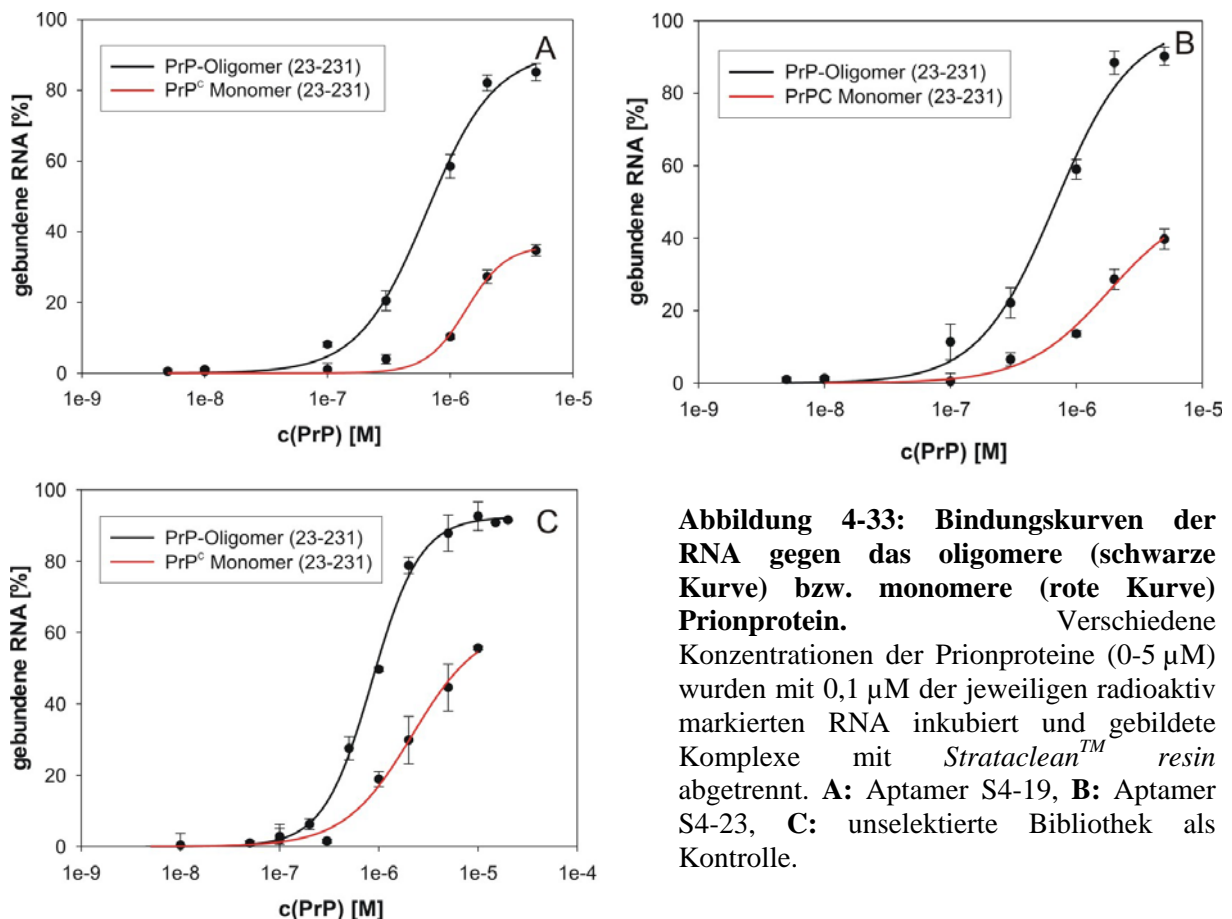 A
PrP-Oligomer (23-231)
PrPᶜ Monomer (23-231)
gebundene RNA [%]
100
80
60
40
20
0
1e-9 1e-8 1e-7 1e-6 1e-5
c(PrP) [M]
B
PrP-Oligomer (23-231)
PrPC Monomer (23-231)
gebundene RNA [%]
100
80
60
40
20
0
1e-9 1e-8 1e-7 1e-6 1e-5
c(PrP) [M]
C
PrP-Oligomer (23-231)
PrPᶜ Monomer (23-231)
gebundene RNA [%]
100
80
60
40
20
0
1e-9 1e-8 1e-7 1e-6 1e-5 1e-4
c(PrP) [M]
Abbildung 4-33: Bindungskurven der
RNA gegen das oligomere (schwarze
Kurve) bzw. monomere (rote Kurve)
Prionprotein. Verschiedene
Konzentrationen der Prionproteine (0-5 µM)
wurden mit 0,1 µM der jeweiligen radioaktiv
markierten RNA inkubiert und gebildete
Komplexe mit Strataclean™ resin
abgetrennt. A: Aptamer S4-19, B: Aptamer
S4-23, C: unselektierte Bibliothek als
Kontrolle.